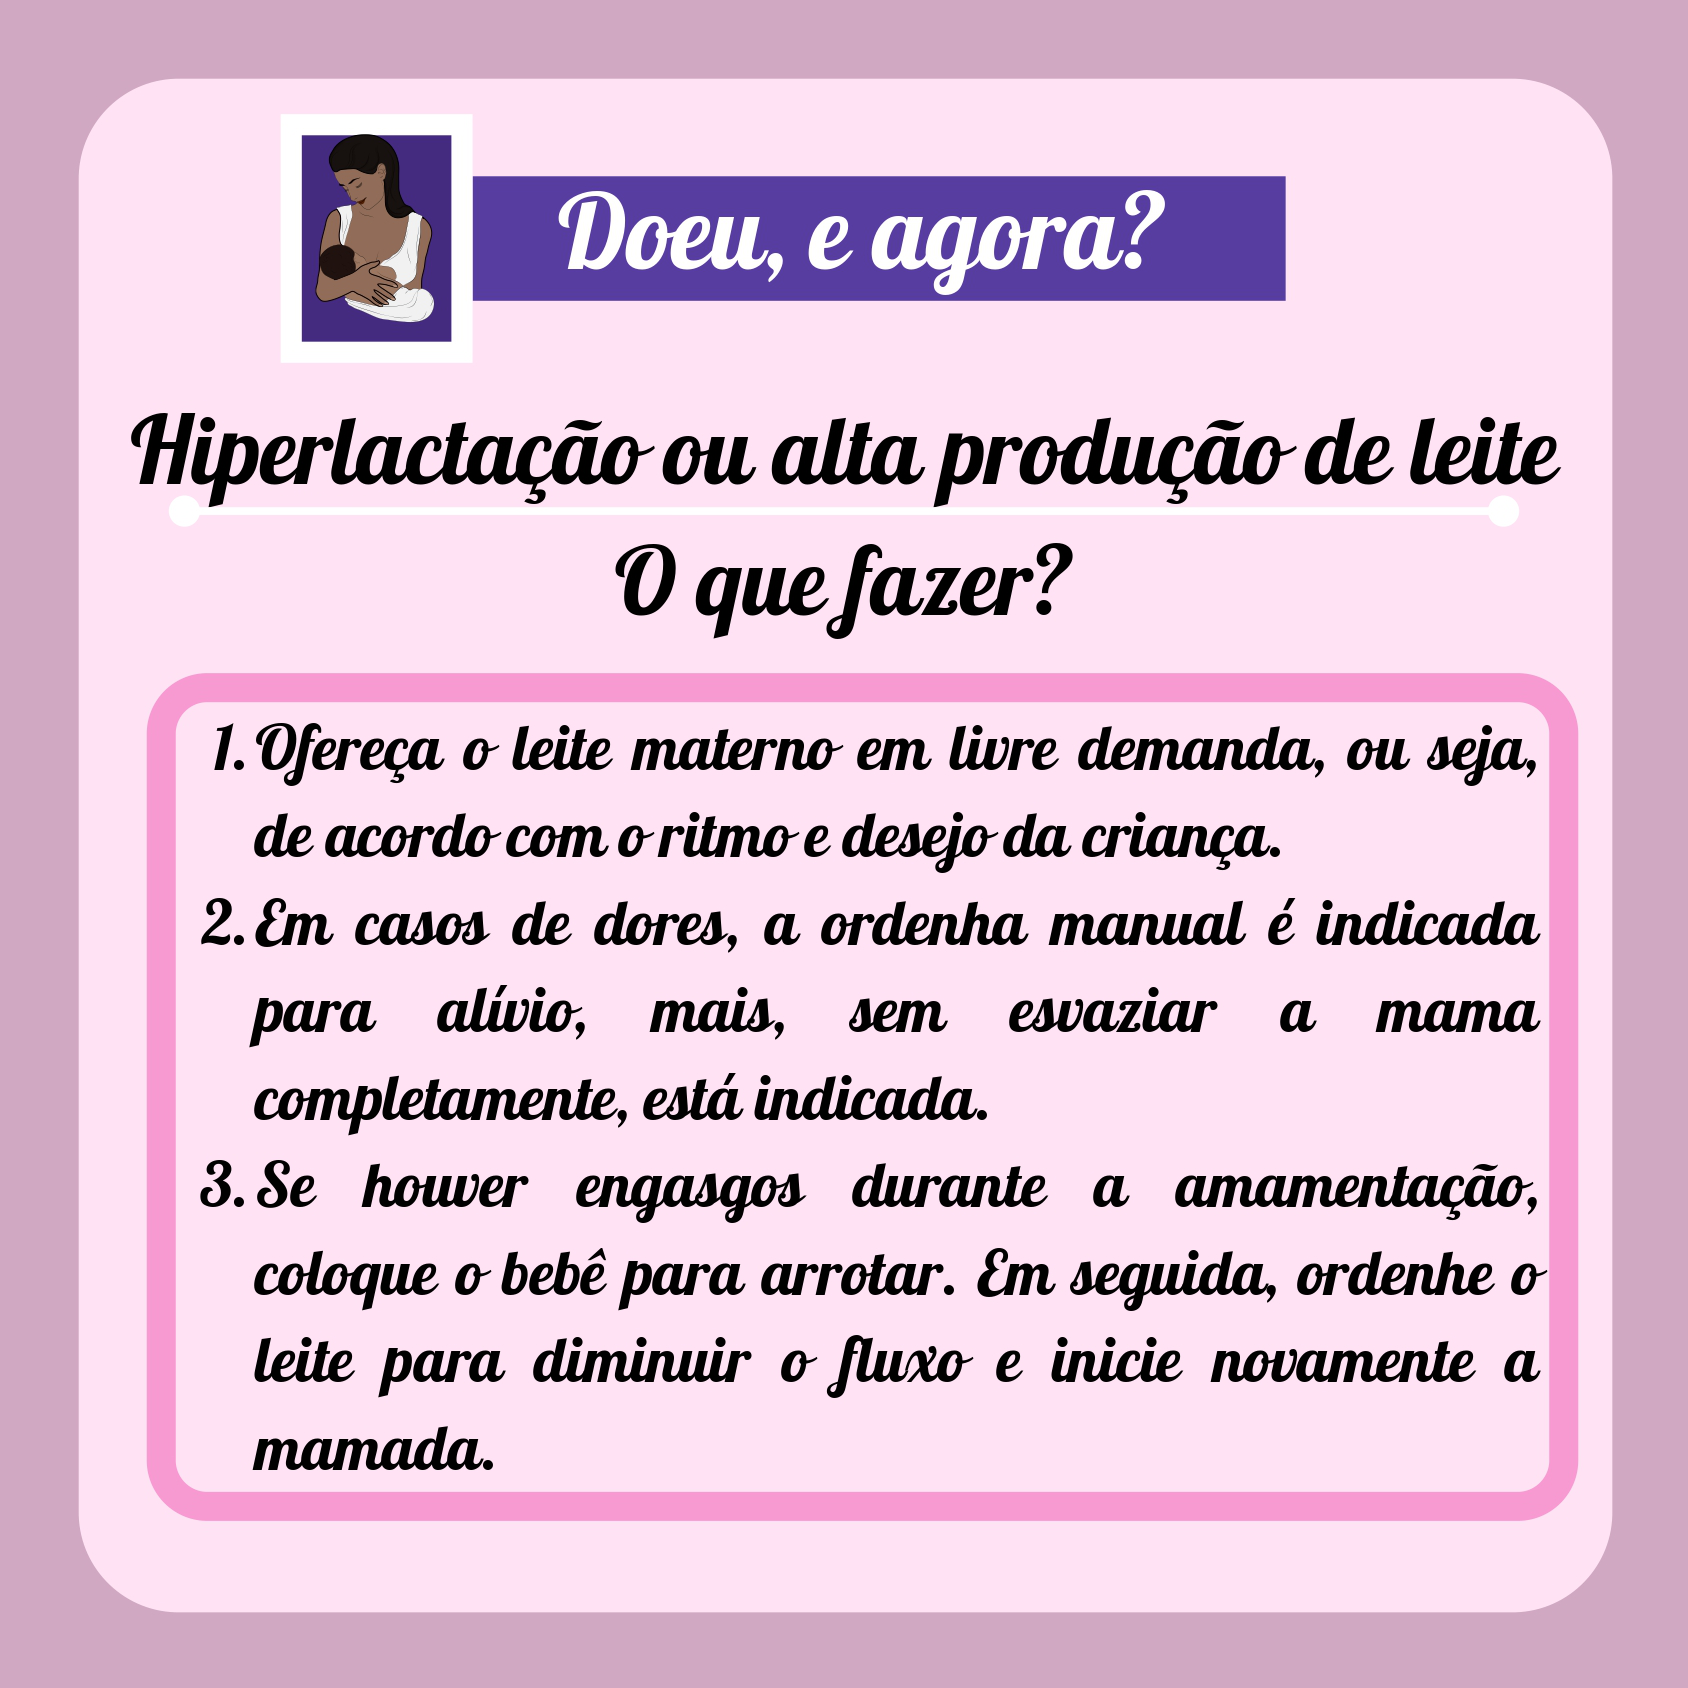 Doeu, e agora?
Hiperlactação ou alta produção de leite
O que fazer?
1. Ofereça o leite materno em livre demanda, ou seja,
de acordo com o ritmo e desejo da criança.
2. Em casos de dores, a ordenha manual é indicada
para alívio, mais, sem esvaziar a mama
completamente, está indicada.
3. Se houver engasgos durante a amamentação,
coloque o bebê para arrotar. Em seguida, ordenhe o
leite para diminuir o fluxo e inicie novamente a
mamada.